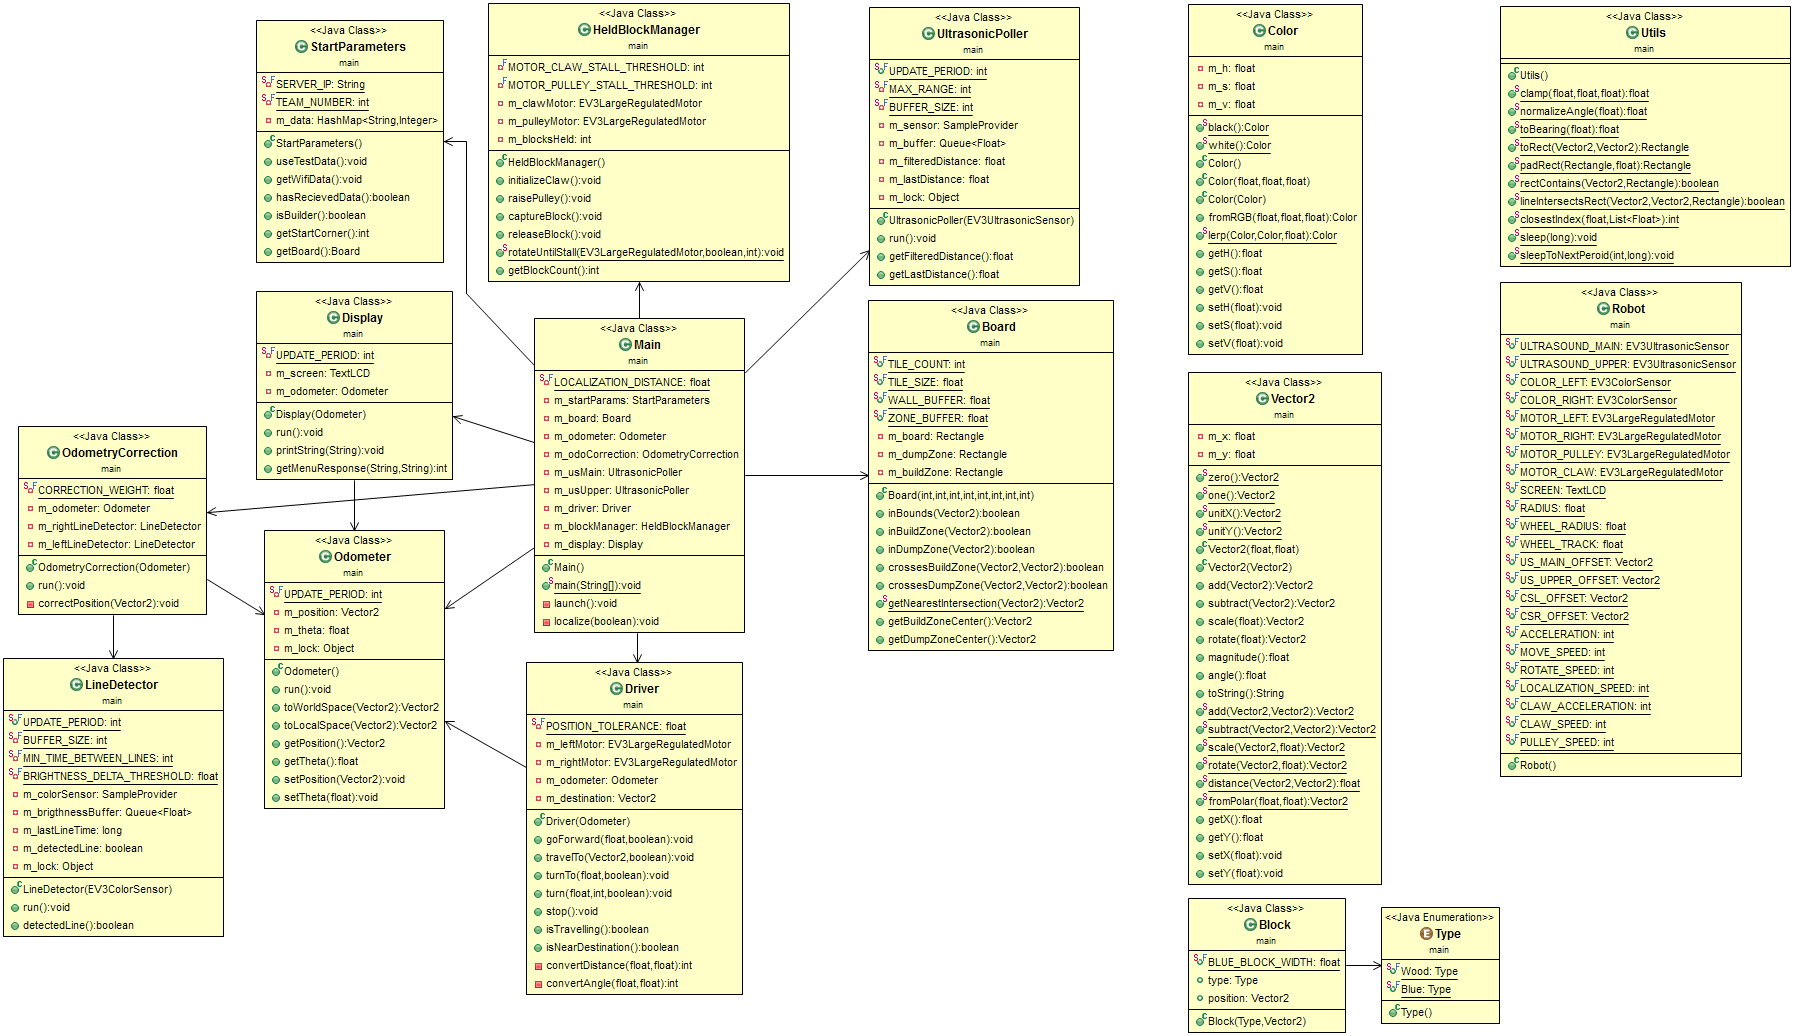 <<Java Class>>
StartParameters
main
SERVER_IP: String
TEAM_NUMBER: int
m_data: HashMap<String,Integer>
StartParameters()
useTestData():void
getWifiData():void
hasRecievedData():boolean
isBuilder():boolean
getStartCorner():int
getBoard():Board
<<Java Class>>
HeldBlockManager
main
MOTOR_CLAW_STALL_THRESHOLD: int
MOTOR_PULLEY_STALL_THRESHOLD: int
m_clawMotor: EV3LargeRegulatedMotor
m_pulleyMotor: EV3LargeRegulatedMotor
m_blocksHeld: int
HeldBlockManager()
initializeClaw():void
raisePulley():void
captureBlock():void
releaseBlock():void
rotateUntilStall(EV3LargeRegulatedMotor,boolean,int):void
getBlockCount():int
<<Java Class>>
UltrasonicPoller
main
UPDATE_PERIOD: int
MAX_RANGE: int
BUFFER_SIZE: int
m_sensor: SampleProvider
m_buffer: Queue<Float>
m_filteredDistance: float
m_lastDistance: float
m_lock: Object
UltrasonicPoller(EV3UltrasonicSensor)
run():void
getFilteredDistance():float
getLastDistance():float
<<Java Class>>
Color
main
m_h: float
m_s: float
m_v: float
black():Color
white():Color
Color()
Color(float,float,float)
Color(Color)
fromRGB(float,float,float):Color
lerp(Color,Color,float):Color
getH():float
getS():float
getV():float
setH(float):void
setS(float):void
setV(float):void
<<Java Class>>
Utils
main
Utils()
clamp(float,float,float):float
normalizeAngle(float):float
toBearing(float):float
toRect(Vector2,Vector2):Rectangle
padRect(Rectangle,float):Rectangle
rectContains(Vector2,Rectangle):boolean
lineIntersectsRect(Vector2,Vector2,Rectangle):boolean
closestIndex(float,List<Float>):int
sleep(long):void
sleepToNextPeroid(int,long):void
<<Java Class>>
Display
main
UPDATE_PERIOD: int
m_screen: TextLCD
m_odometer: Odometer
Display(Odometer)
run():void
printString(String):void
getMenuResponse(String,String):int
<<Java Class>>
Main
main
LOCALIZATION_DISTANCE: float
m_startParams: StartParameters
m_board: Board
m_odometer: Odometer
m_odoCorrection: OdometryCorrection
m_usMain: UltrasonicPoller
m_usUpper: UltrasonicPoller
m_driver: Driver
m_blockManager: HeldBlockManager
m_display: Display
Main()
main(String[]):void
launch():void
localize(boolean):void
<<Java Class>>
Board
main
TILE_COUNT: int
TILE_SIZE: float
WALL_BUFFER: float
ZONE_BUFFER: float
m_board: Rectangle
m_dumpZone: Rectangle
m_buildZone: Rectangle
Board(int,int,int,int,int,int,int,int)
inBounds(Vector2):boolean
inBuildZone(Vector2):boolean
inDumpZone(Vector2):boolean
crossesBuildZone(Vector2,Vector2):boolean
crossesDumpZone(Vector2,Vector2):boolean
getNearestIntersection(Vector2):Vector2
getBuildZoneCenter():Vector2
getDumpZoneCenter():Vector2
<<Java Class>>
Robot
main
ULTRASOUND_MAIN: EV3UltrasonicSensor
ULTRASOUND_UPPER: EV3UltrasonicSensor
COLOR_LEFT: EV3ColorSensor
COLOR_RIGHT: EV3ColorSensor
MOTOR_LEFT: EV3LargeRegulatedMotor
MOTOR_RIGHT: EV3LargeRegulatedMotor
MOTOR_PULLEY: EV3LargeRegulatedMotor
MOTOR_CLAW: EV3LargeRegulatedMotor
SCREEN: TextLCD
RADIUS: float
WHEEL_RADIUS: float
WHEEL_TRACK: float
US_MAIN_OFFSET: Vector2
US_UPPER_OFFSET: Vector2
CSL_OFFSET: Vector2
CSR_OFFSET: Vector2
ACCELERATION: int
MOVE_SPEED: int
ROTATE_SPEED: int
LOCALIZATION_SPEED: int
CLAW_ACCELERATION: int
CLAW_SPEED: int
PULLEY_SPEED: int
Robot()
<<Java Class>>
Vector2
main
m_x: float
m_y: float
zero():Vector2
one():Vector2
unitX():Vector2
unitY():Vector2
Vector2(float,float)
Vector2(Vector2)
add(Vector2):Vector2
subtract(Vector2):Vector2
scale(float):Vector2
rotate(float):Vector2
magnitude():float
angle():float
toString():String
add(Vector2,Vector2):Vector2
subtract(Vector2,Vector2):Vector2
scale(Vector2,float):Vector2
rotate(Vector2,float):Vector2
distance(Vector2,Vector2):float
fromPolar(float,float):Vector2
getX():float
getY():float
setX(float):void
setY(float):void
<<Java Class>>
OdometryCorrection
main
CORRECTION_WEIGHT: float
m_odometer: Odometer
m_rightLineDetector: LineDetector
m_leftLineDetector: LineDetector
OdometryCorrection(Odometer)
run():void
correctPosition(Vector2):void
<<Java Class>>
Odometer
main
UPDATE_PERIOD: int
m_position: Vector2
m_theta: float
m_lock: Object
Odometer()
run():void
toWorldSpace(Vector2):Vector2
toLocalSpace(Vector2):Vector2
getPosition():Vector2
getTheta():float
setPosition(Vector2):void
setTheta(float):void
<<Java Class>>
LineDetector
main
UPDATE_PERIOD: int
BUFFER_SIZE: int
MIN_TIME_BETWEEN_LINES: int
BRIGHTNESS_DELTA_THRESHOLD: float
m_colorSensor: SampleProvider
m_brigthnessBuffer: Queue<Float>
m_lastLineTime: long
m_detectedLine: boolean
m_lock: Object
LineDetector(EV3ColorSensor)
run():void
detectedLine():boolean
<<Java Class>>
Driver
main
POSITION_TOLERANCE: float
m_leftMotor: EV3LargeRegulatedMotor
m_rightMotor: EV3LargeRegulatedMotor
m_odometer: Odometer
m_destination: Vector2
Driver(Odometer)
goForward(float,boolean):void
travelTo(Vector2,boolean):void
turnTo(float,boolean):void
turn(float,int,boolean):void
stop():void
isTravelling():boolean
isNearDestination():boolean
convertDistance(float,float):int
convertAngle(float,float):int
<<Java Class>>
Block
main
BLUE_BLOCK_WIDTH: float
type: Type
position: Vector2
Block(Type,Vector2)
<<Java Enumeration>>
Type
main
Wood: Type
Blue: Type
Type()